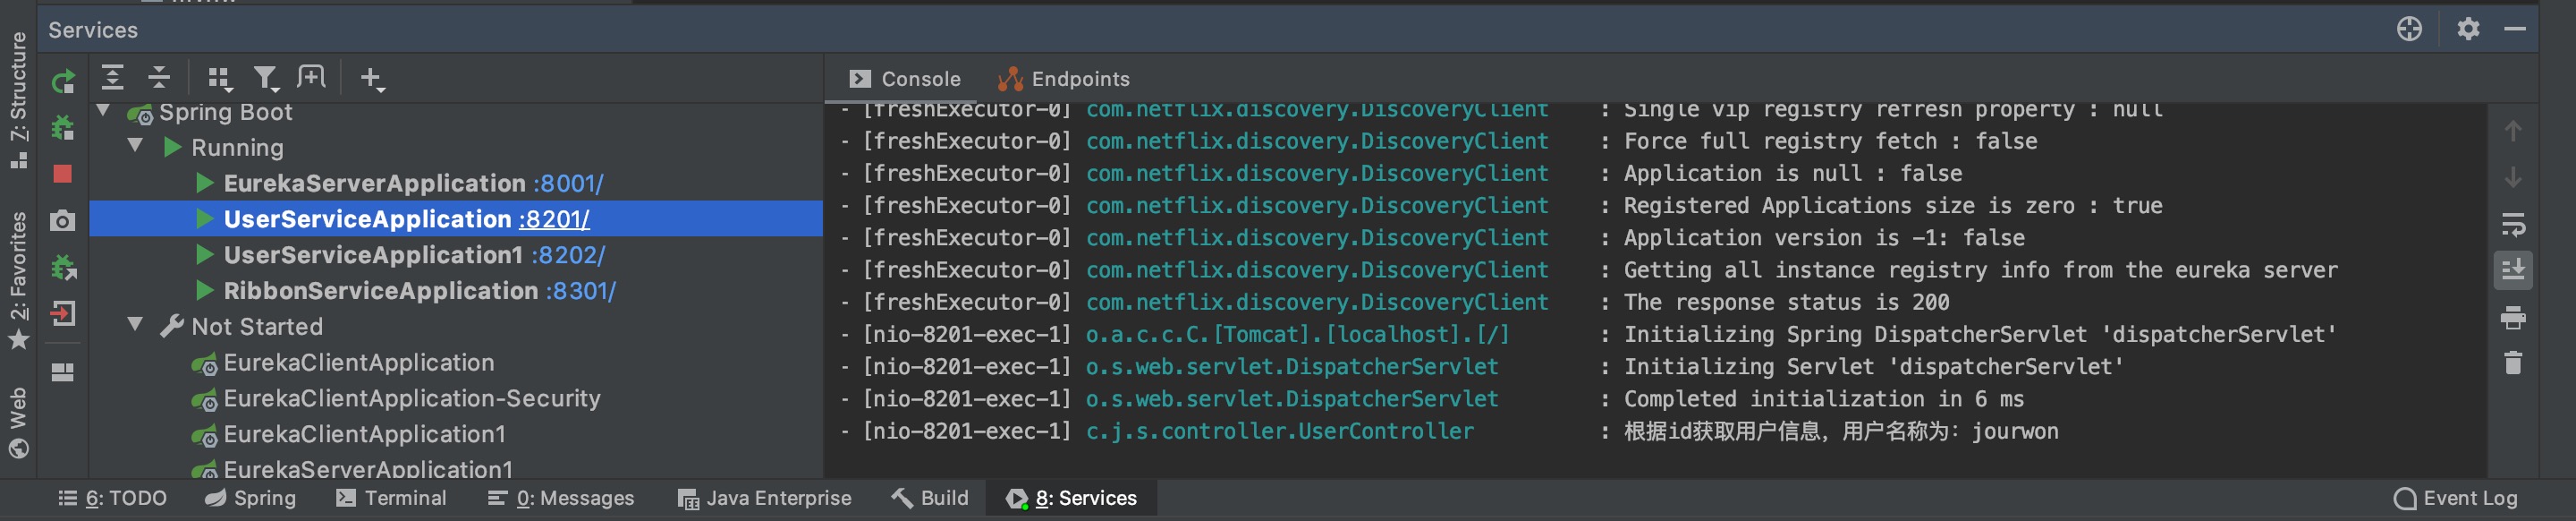 Services
7: Structure
2: Favorites
Web
Spring Boot
Running
EurekaServerApplication :8001/
UserServiceApplication :8201/
UserServiceApplication1 :8202/
RibbonServiceApplication :8301/
Not Started
EurekaClientApplication
EurekaClientApplication-Security
EurekaClientApplication1
EurekaServerApplication1
Console Endpoints
- [freshExecutor-0] com.netflix.discovery.DiscoveryClient : Single vip registry refresh property : null
- [freshExecutor-0] com.netflix.discovery.DiscoveryClient : Force full registry fetch : false
- [freshExecutor-0] com.netflix.discovery.DiscoveryClient : Application is null : false
- [freshExecutor-0] com.netflix.discovery.DiscoveryClient : Registered Applications size is zero : true
- [freshExecutor-0] com.netflix.discovery.DiscoveryClient : Application version is -1: false
- [freshExecutor-0] com.netflix.discovery.DiscoveryClient : Getting all instance registry info from the eureka server
- [freshExecutor-0] com.netflix.discovery.DiscoveryClient : The response status is 200
- [nio-8201-exec-1] o.a.c.c.C.[Tomcat].[localhost].[/] : Initializing Spring DispatcherServlet 'dispatcherServlet'
- [nio-8201-exec-1] o.s.web.servlet.DispatcherServlet : Initializing Servlet 'dispatcherServlet'
- [nio-8201-exec-1] o.s.web.servlet.DispatcherServlet : Completed initialization in 6 ms
- [nio-8201-exec-1] c.j.s.controller.UserController : 根据id获取用户信息，用户名称为：jourwon
6: TODO Spring Terminal 0: Messages Java Enterprise Build 8: Services Event Log